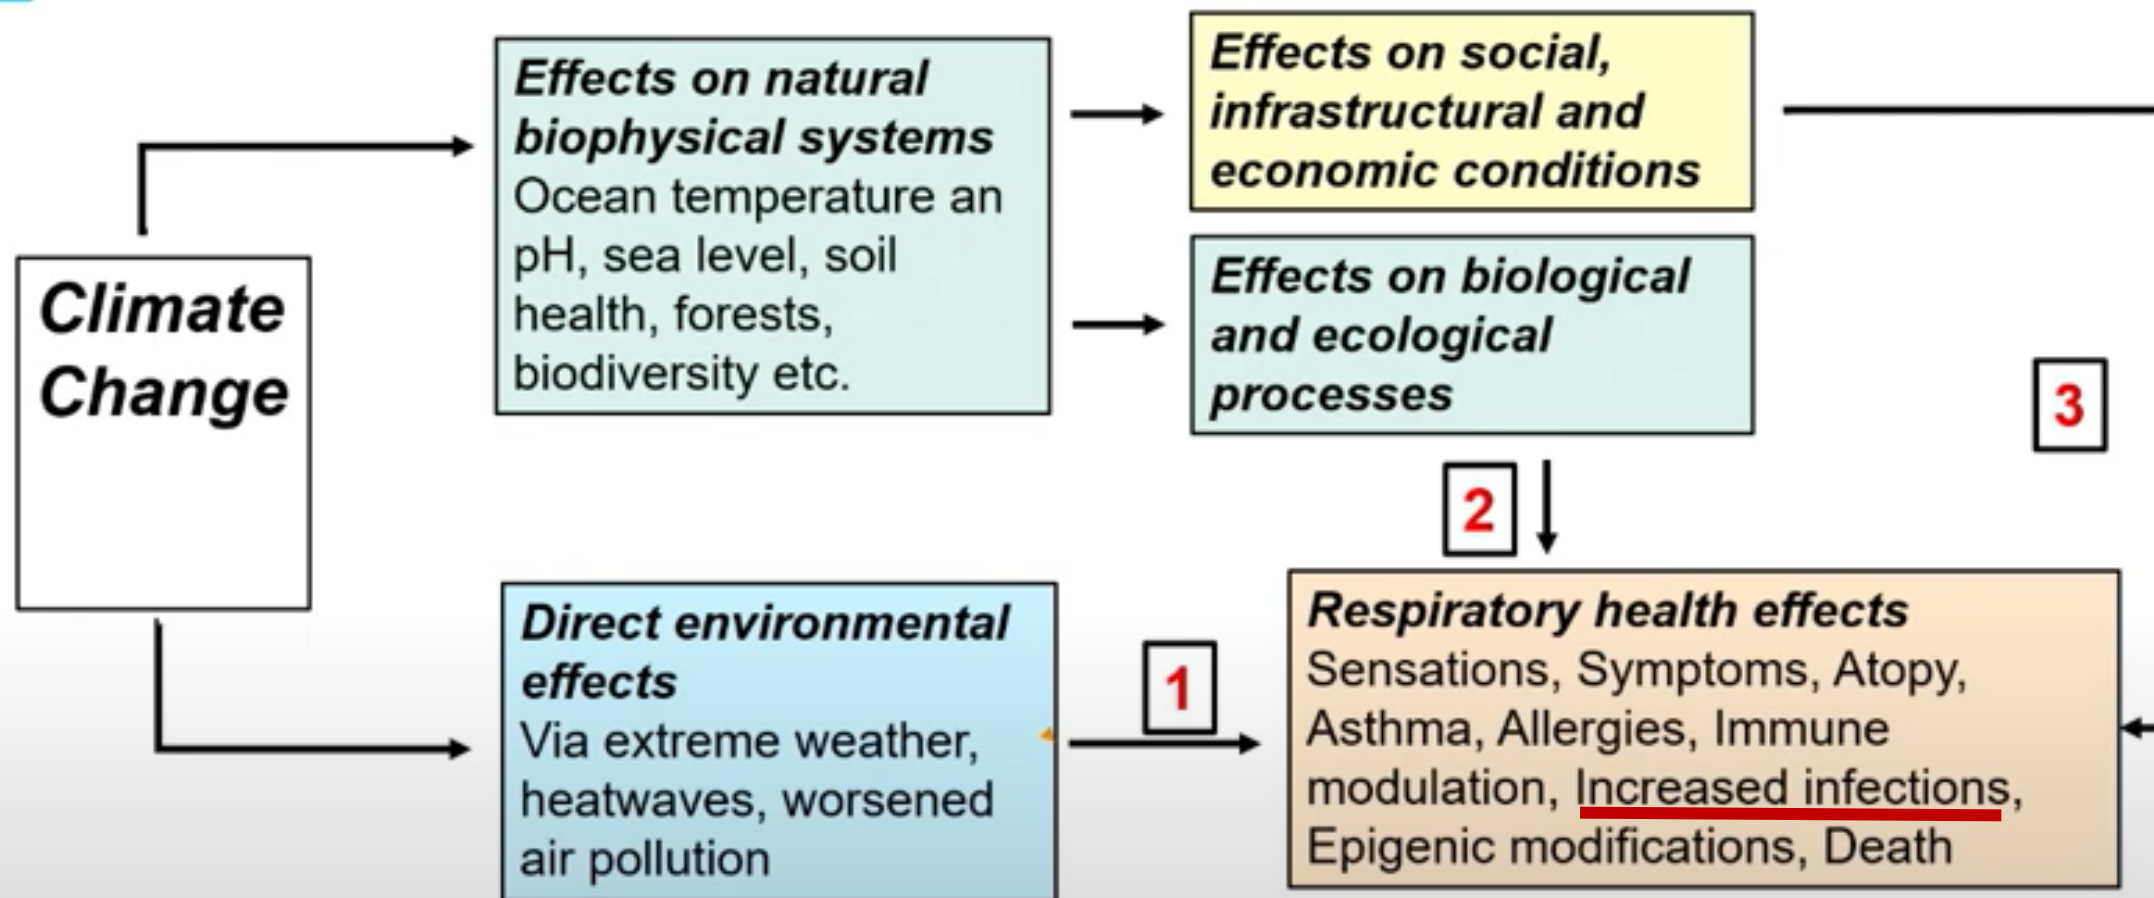 Climate
Change
Effects on natural
biophysical systems
Ocean temperature an
pH, sea level, soil
health, forests,
biodiversity etc.
Effects on social,
infrastructural and
economic conditions
Effects on biological
and ecological
processes
3
2
Direct environmental
effects
Via extreme weather,
heatwaves, worsened
air pollution
1
Respiratory health effects
Sensations, Symptoms, Atopy,
Asthma, Allergies, Immune
modulation, Increased infections,
Epigenic modifications, Death